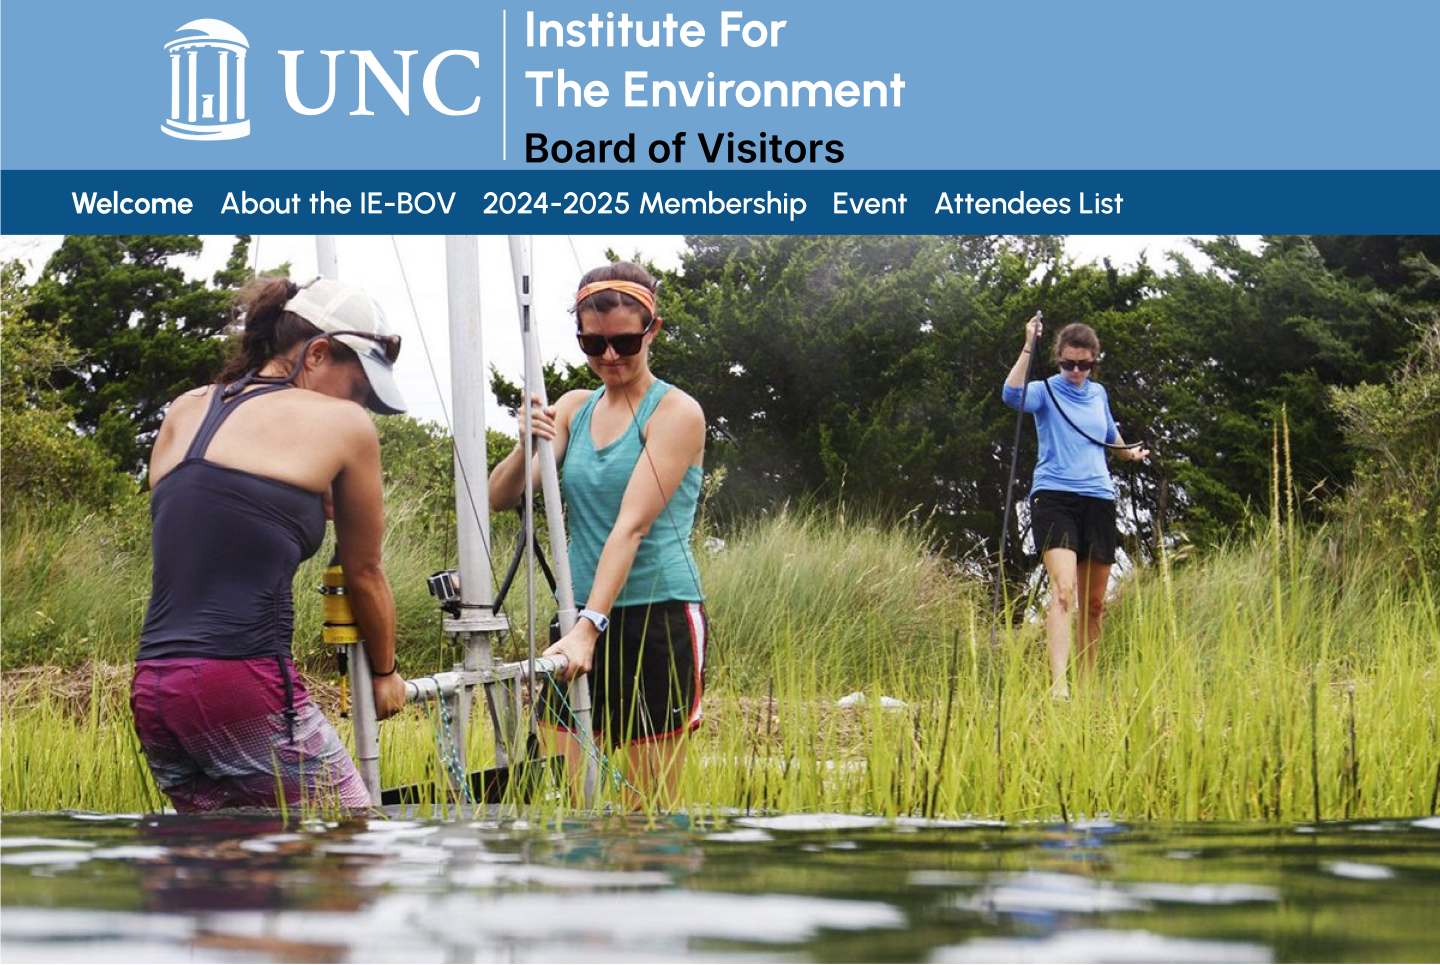 UNC
Institute For
The Environment
Board of Visitors
Welcome About the IE-BOV 2024-2025 Membership Event Attendees List